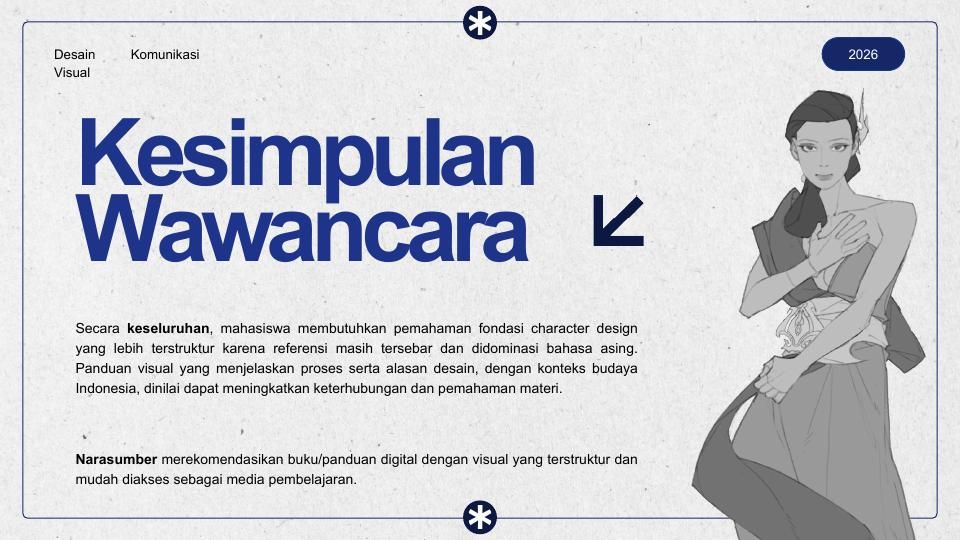 Desain Komunikasi
Visual
2026
Kesimpulan
Wawancara
Secara keseluruhan, mahasiswa membutuhkan pemahaman fondasi character design
yang lebih terstruktur karena referensi masih tersebar dan didominasi bahasa asing.
Panduan visual yang menjelaskan proses serta alasan desain, dengan konteks budaya
Indonesia, dinilai dapat meningkatkan keterhubungan dan pemahaman materi.
Narasumber merekomendasikan buku/panduan digital dengan visual yang terstruktur dan
mudah diakses sebagai media pembelajaran.